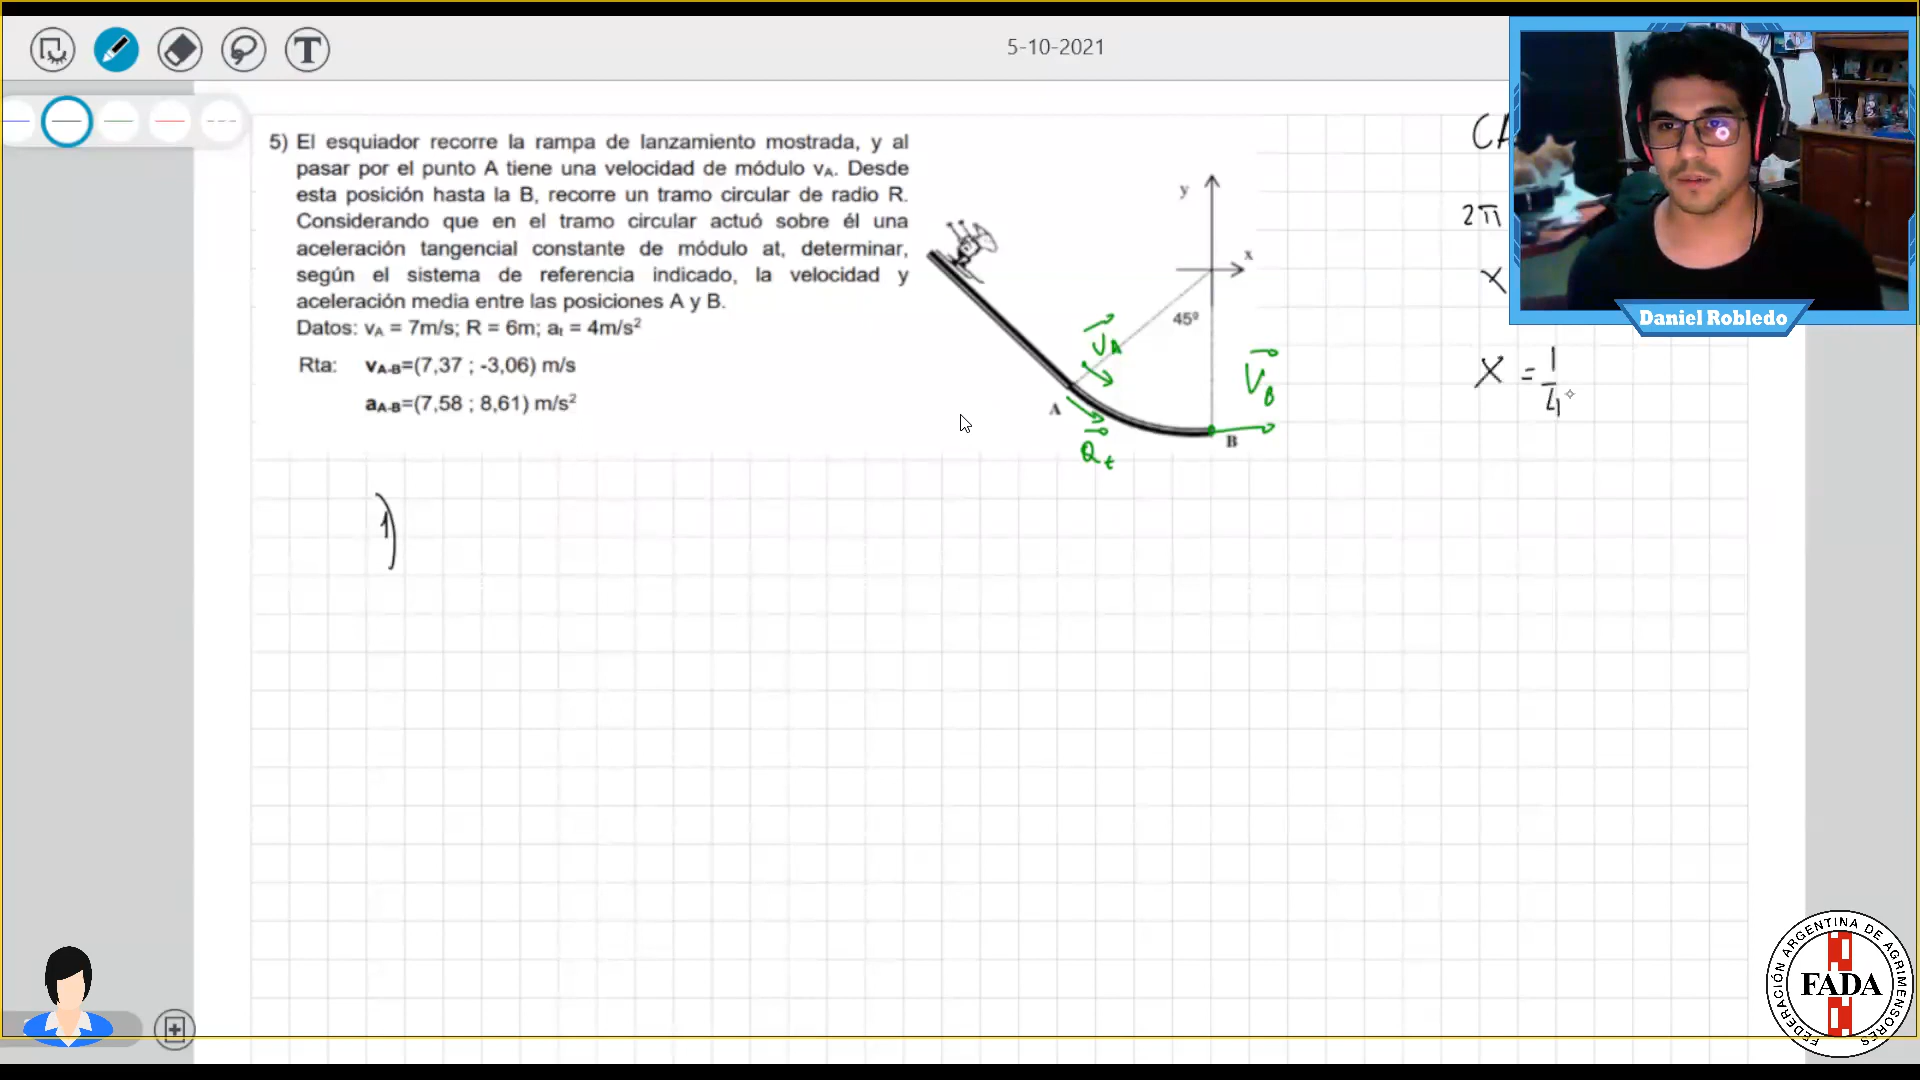 5-10-2021
5) El esquiador recorre la rampa de lanzamiento mostrada, y al
pasar por el punto A tiene una velocidad de módulo vA. Desde
esta posición hasta la B, recorre un tramo circular de radio R.
Considerando que en el tramo circular actuó sobre él una
aceleración tangencial constante de módulo at, determinar,
según el sistema de referencia indicado, la velocidad y
aceleración media entre las posiciones A y B.
Datos: vA = 7m/s; R = 6m; at = 4m/s²
Rta: vA-B=(7,37 ; -3,06) m/s
aA-B=(7,58 ; 8,61) m/s²
y
x
45º
VA
A
at
VB
B
CA
2π
X
X = 1/4
1)
T
Daniel Robledo
FEDERACIÓN ARGENTINA DE AGRIMENSORES
FADA